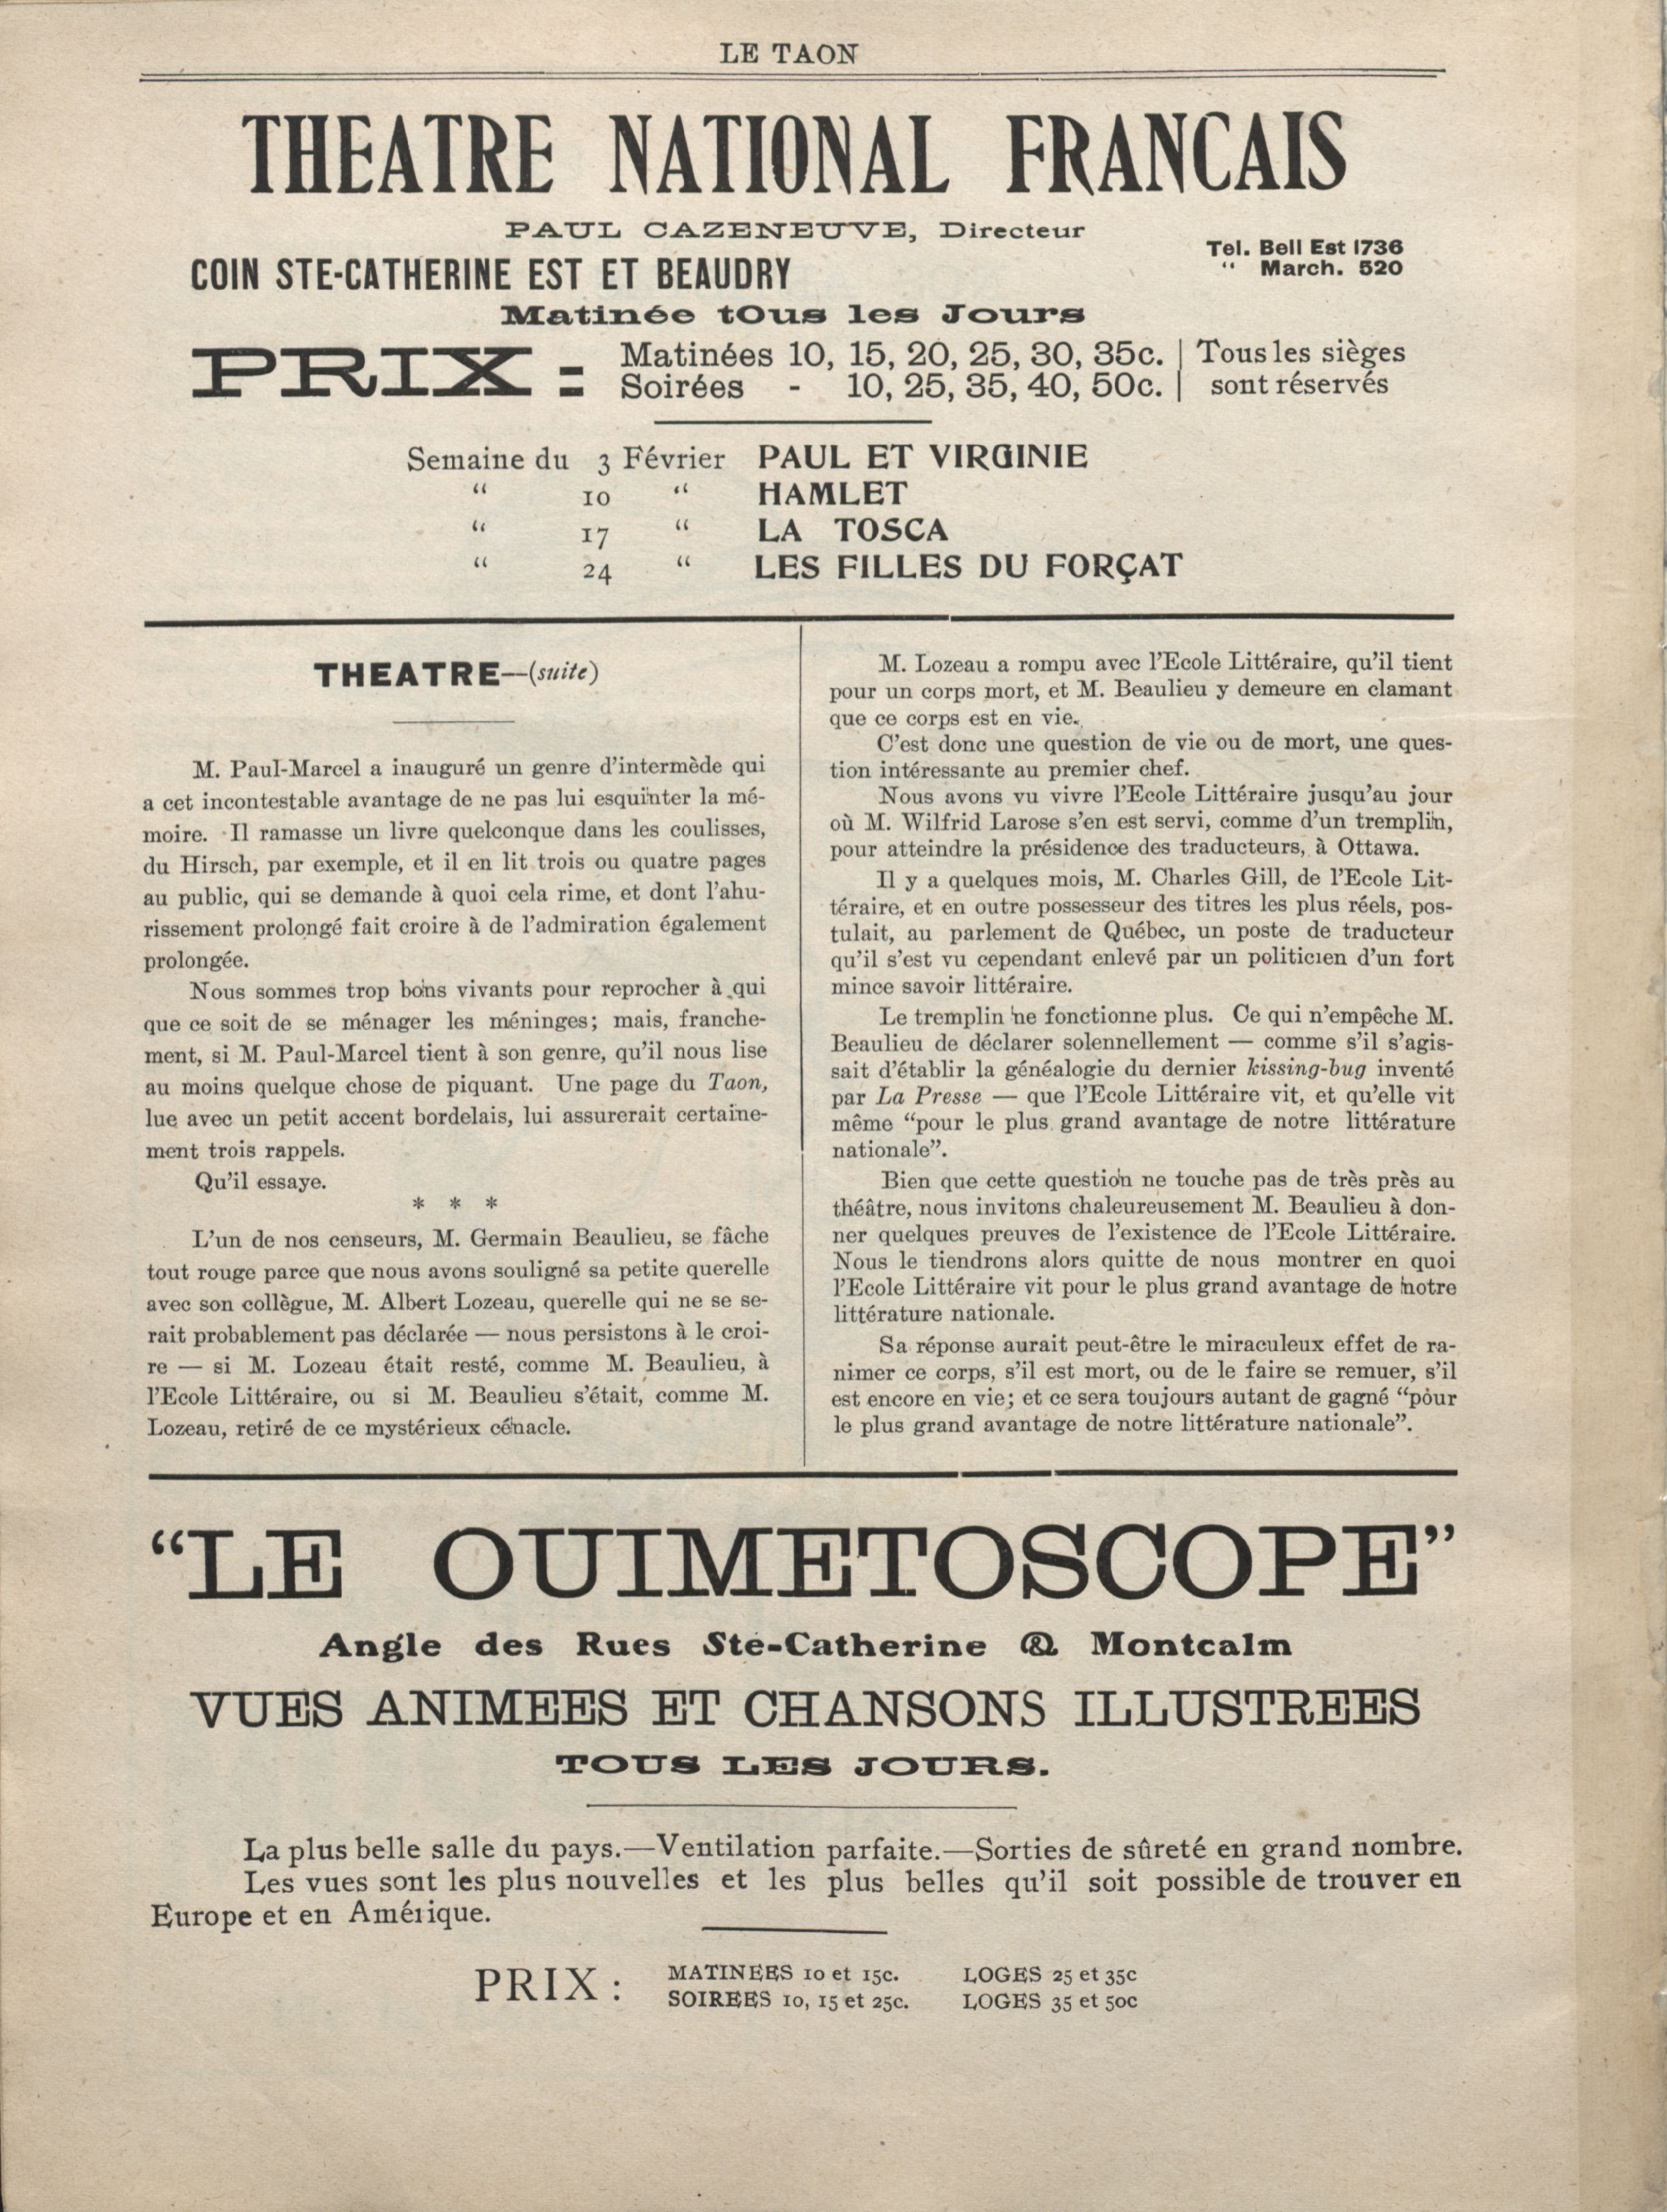 LE TAON
THEATRE NATIONAL FRANCAIS
PAUL CAZENEUVE, Directeur
Tel. Bell Est 1736
“ March. 520
COIN STE-CATHERINE EST ET BEAUDRY
Matinée tOus les Jours
PRIX:
Matinées 10, 15, 20, 25, 30, 35c. | Tous les sièges
Soirées - 10, 25, 35, 40, 50c. | sont réservés
Semaine du 3 Février PAUL ET VIRGINIE
“ 10 “ HAMLET
“ 17 “ LA TOSCA
“ 24 “ LES FILLES DU FORÇAT
THEATRE—(suite)
M. Paul-Marcel a inauguré un genre d’intermède qui
a cet incontestable avantage de ne pas lui esquinter la mé-
moire. Il ramasse un livre quelconque dans les coulisses,
du Hirsch, par exemple, et il en lit trois ou quatre pages
au public, qui se demande à quoi cela rime, et dont l’ahu-
rissement prolongé fait croire à de l’admiration également
prolongée.
Nous sommes trop bons vivants pour reprocher à qui
que ce soit de se ménager les méninges; mais, franche-
ment, si M. Paul-Marcel tient à son genre, qu’il nous lise
au moins quelque chose de piquant. Une page du Taon,
lue avec un petit accent bordelais, lui assurerait certaine-
ment trois rappels.
Qu’il essaye.
* * *
L’un de nos censeurs, M. Germain Beaulieu, se fâche
tout rouge parce que nous avons souligné sa petite querelle
avec son collègue, M. Albert Lozeau, querelle qui ne se se-
rait probablement pas déclarée — nous persistons à le croi-
re — si M. Lozeau était resté, comme M. Beaulieu, à
l’Ecole Littéraire, ou si M. Beaulieu s’était, comme M.
Lozeau, retiré de ce mystérieux cénacle.
M. Lozeau a rompu avec l’Ecole Littéraire, qu’il tient
pour un corps mort, et M. Beaulieu y demeure en clamant
que ce corps est en vie.
C’est donc une question de vie ou de mort, une ques-
tion intéressante au premier chef.
Nous avons vu vivre l’Ecole Littéraire jusqu’au jour
où M. Wilfrid Larose s’en est servi, comme d’un tremplin,
pour atteindre la présidence des traducteurs, à Ottawa.
Il y a quelques mois, M. Charles Gill, de l’Ecole Lit-
téraire, et en outre possesseur des titres les plus réels, pos-
tulait, au parlement de Québec, un poste de traducteur
qu’il s’est vu cependant enlevé par un politicien d’un fort
mince savoir littéraire.
Le tremplin ne fonctionne plus. Ce qui n’empêche M.
Beaulieu de déclarer solennellement — comme s’il s’agis-
sait d’établir la généalogie du dernier kissing-bug inventé
par La Presse — que l’Ecole Littéraire vit, et qu’elle vit
même “pour le plus grand avantage de notre littérature
nationale”.
Bien que cette question ne touche pas de très près au
théâtre, nous invitons chaleureusement M. Beaulieu à don-
ner quelques preuves de l’existence de l’Ecole Littéraire.
Nous le tiendrons alors quitte de nous montrer en quoi
l’Ecole Littéraire vit pour le plus grand avantage de notre
littérature nationale.
Sa réponse aurait peut-être le miraculeux effet de ra-
nimer ce corps, s’il est mort, ou de le faire se remuer, s’il
est encore en vie; et ce sera toujours autant de gagné “pour
le plus grand avantage de notre littérature nationale”.
“LE OUIMETOSCOPE”
Angle des Rues Ste-Catherine & Montcalm
VUES ANIMEES ET CHANSONS ILLUSTREES
TOUS LES JOURS.
La plus belle salle du pays.—Ventilation parfaite.—Sorties de sûreté en grand nombre.
Les vues sont les plus nouvelles et les plus belles qu’il soit possible de trouver en
Europe et en Amérique.
PRIX:
MATINEES 10 et 15c. LOGES 25 et 35c
SOIREES 10, 15 et 25c. LOGES 35 et 50c